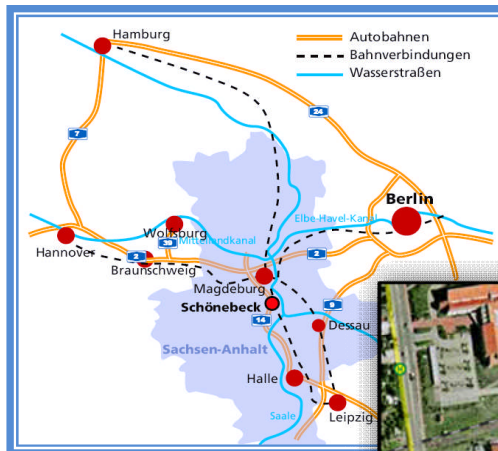 Hamburg
Autobahnen
Bahnverbindungen
Wasserstraßen
24
7
Berlin
Elbe-Havel-Kanal
Wolfsburg
39
Mittellandkanal
Hannover
2
2
Braunschweig
Magdeburg
9
Schönebeck
14
Dessau
Sachsen-Anhalt
Halle
Saale
Leipzig
H